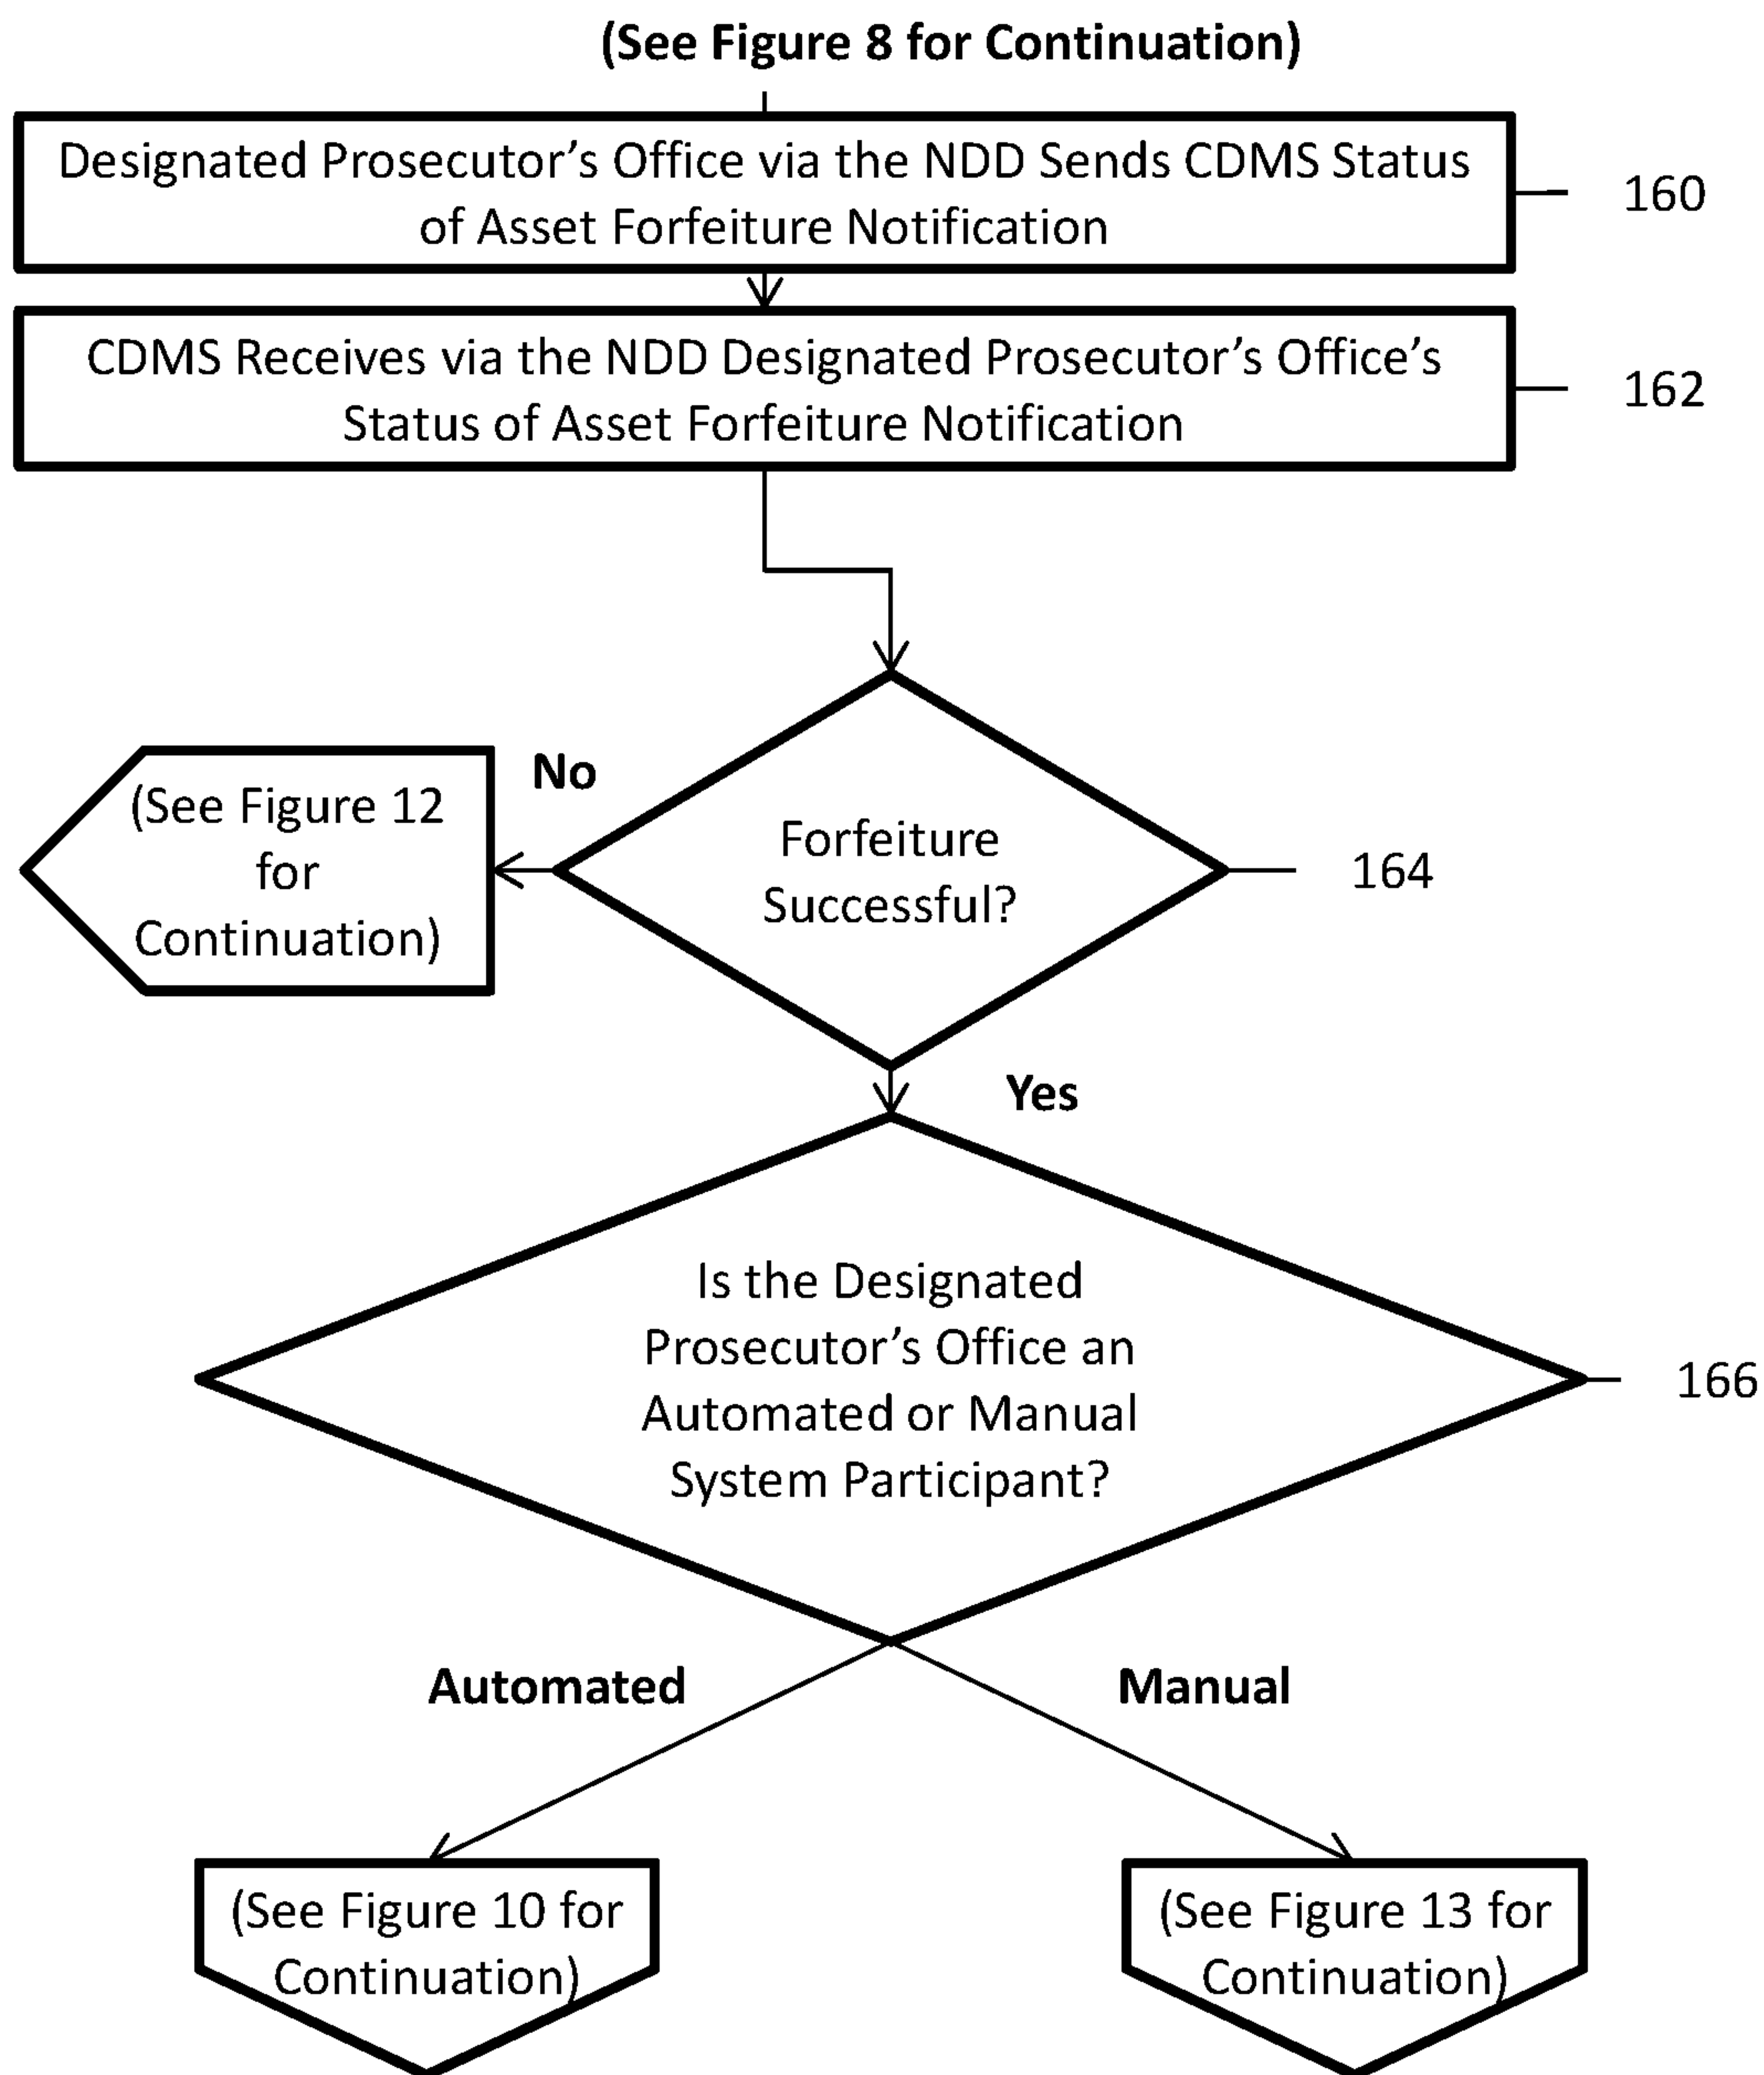 (See Figure 8 for Continuation)
Designated Prosecutor’s Office via the NDD Sends CDMS Status
of Asset Forfeiture Notification
160
CDMS Receives via the NDD Designated Prosecutor’s Office’s
Status of Asset Forfeiture Notification
162
No
(See Figure 12
for
Continuation)
Forfeiture
Successful?
164
Yes
Is the Designated
Prosecutor’s Office an
Automated or Manual
System Participant?
166
Automated
Manual
(See Figure 10 for
Continuation)
(See Figure 13 for
Continuation)